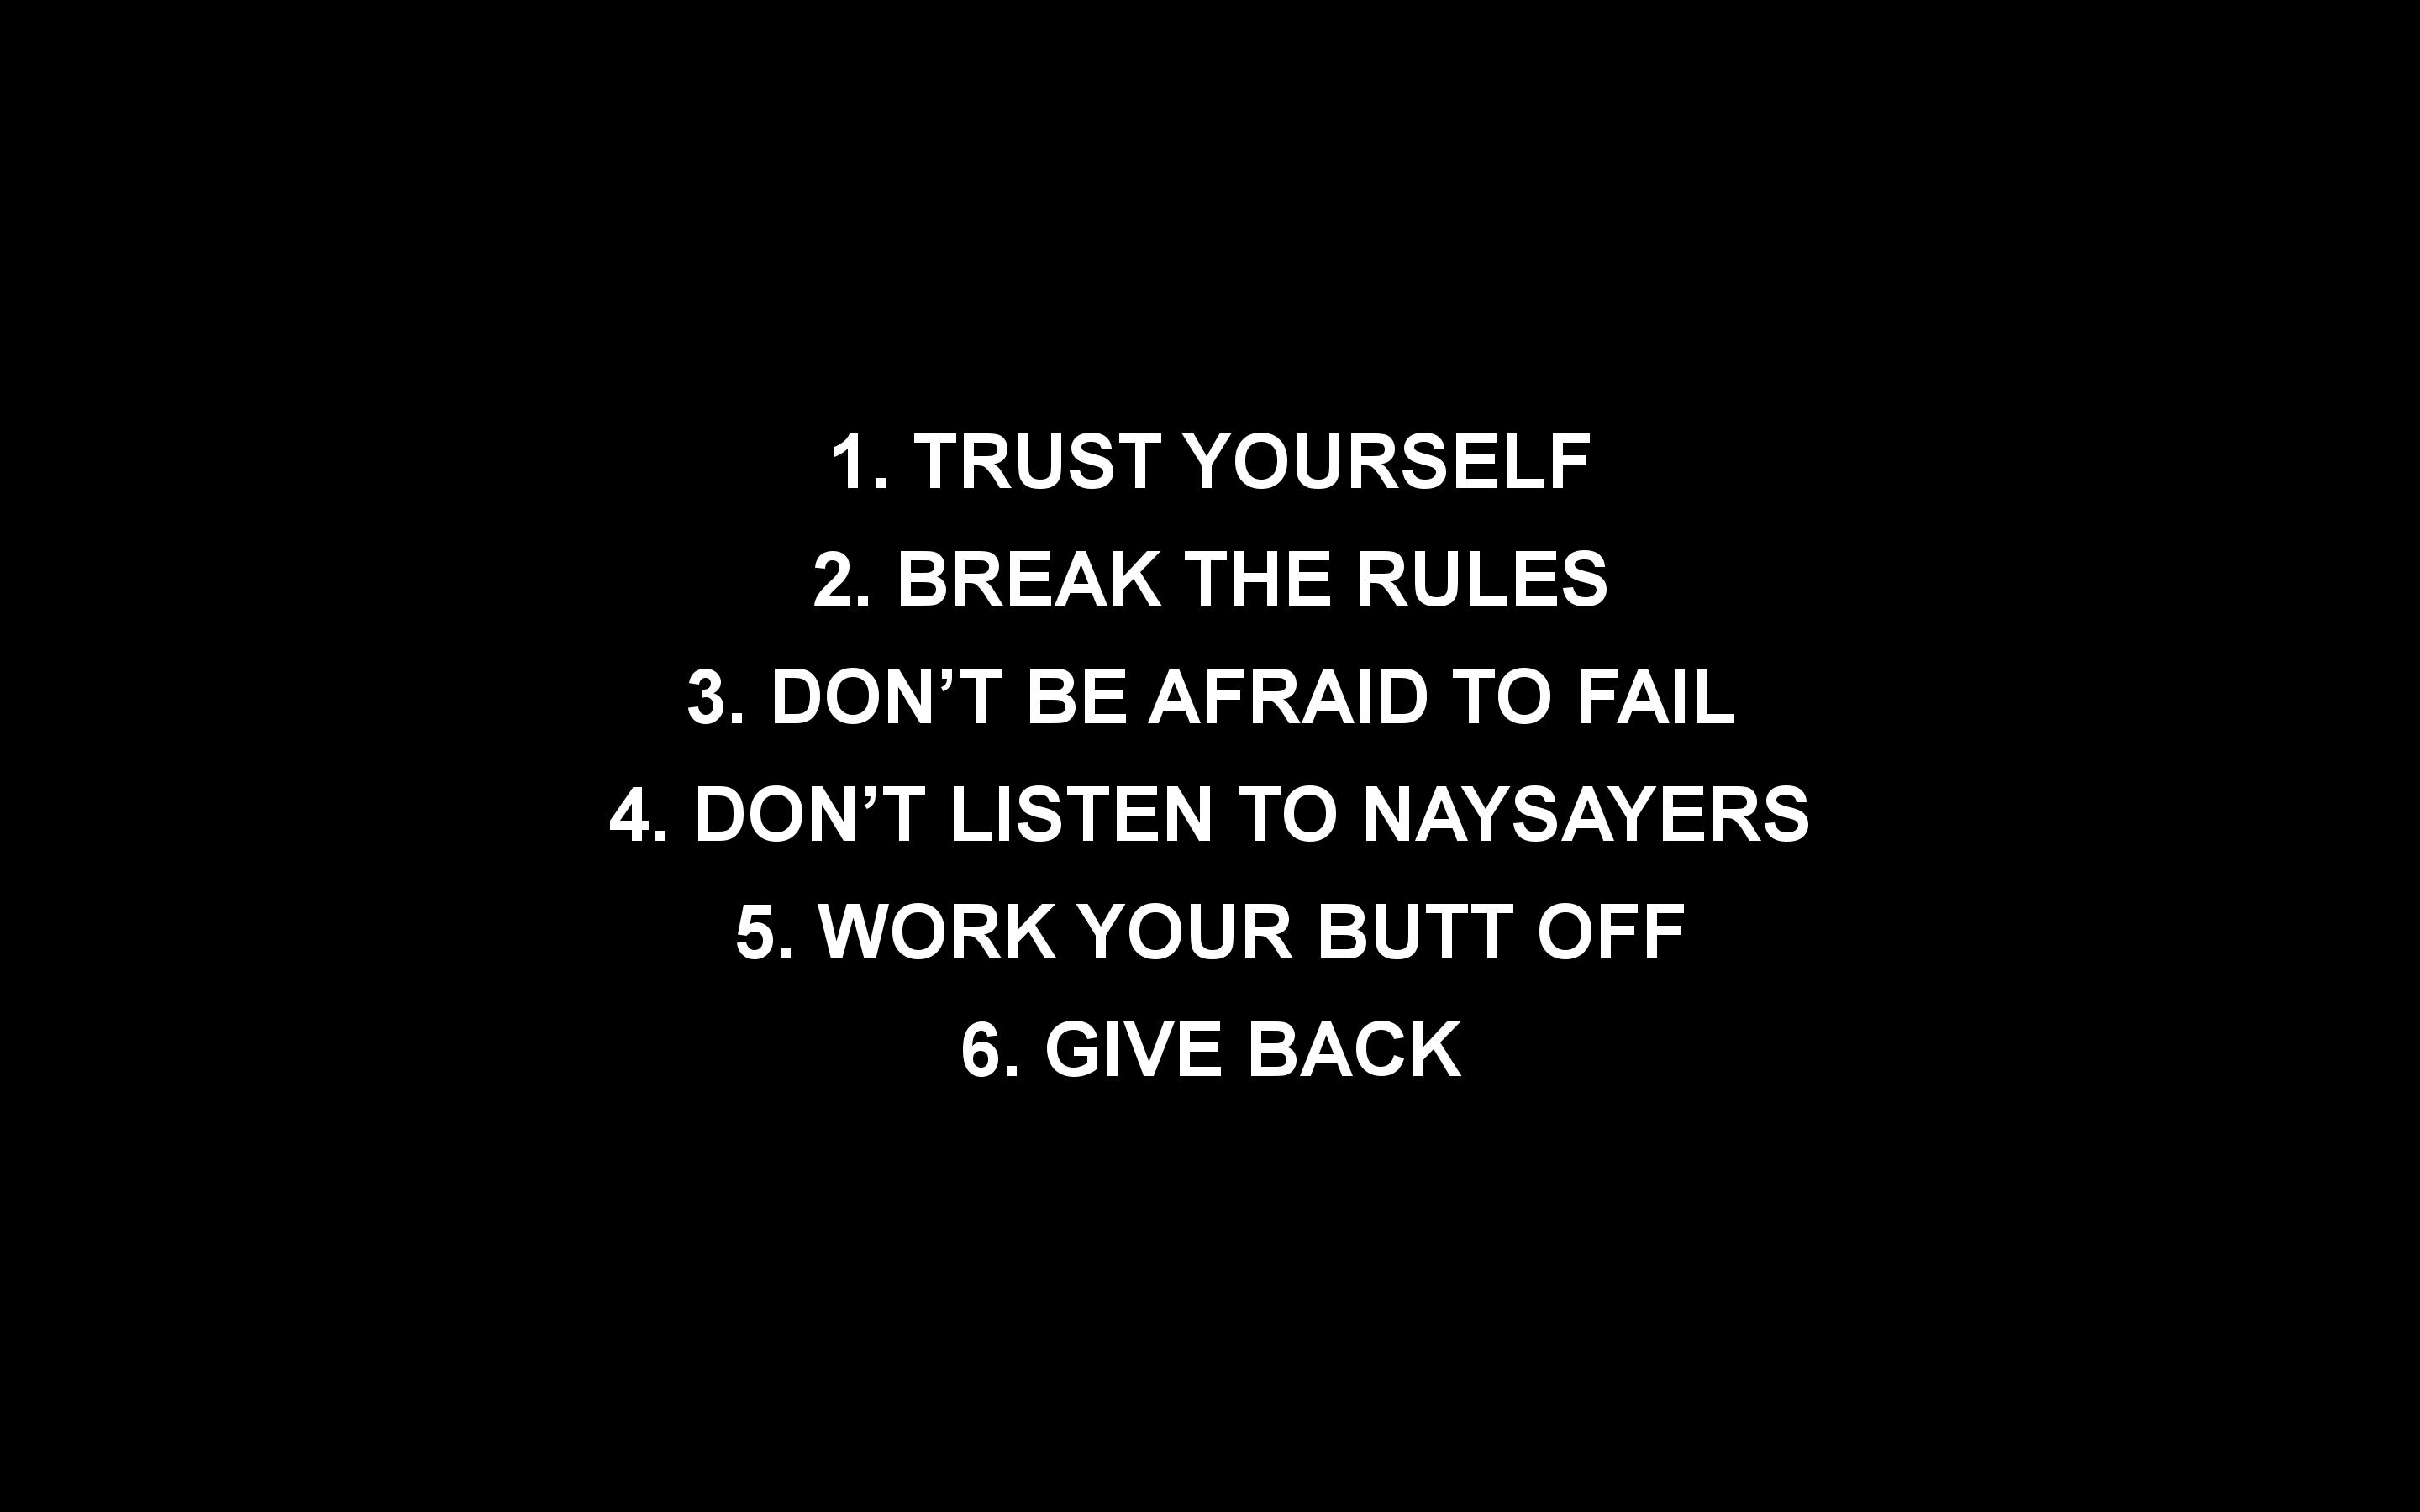 1. TRUST YOURSELF
2. BREAK THE RULES
3. DON’T BE AFRAID TO FAIL
4. DON’T LISTEN TO NAYSAYERS
5. WORK YOUR BUTT OFF
6. GIVE BACK